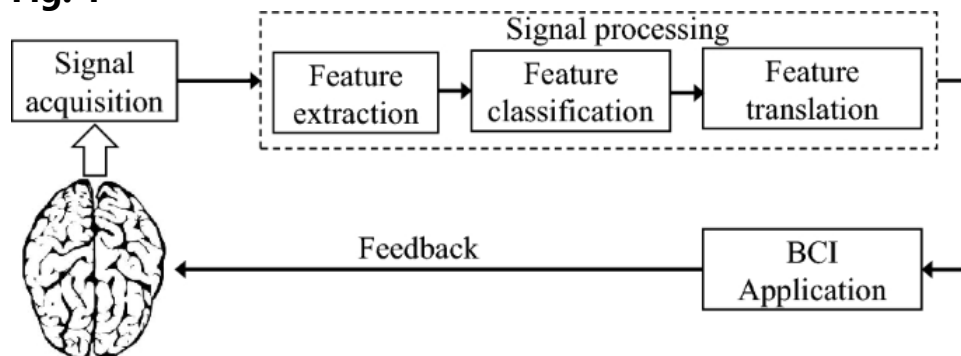 Signal processing
Signal
acquisition
Feature
extraction
Feature
classification
Feature
translation
Feedback
BCI
Application